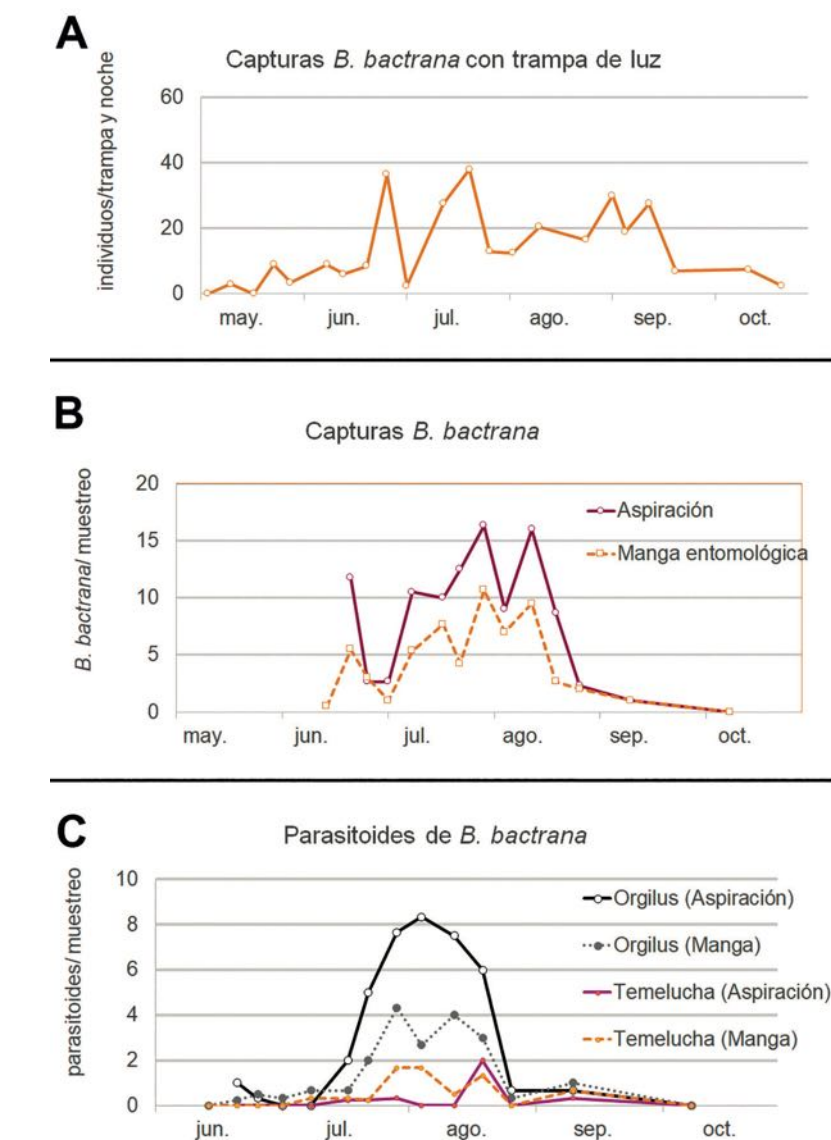 A
Capturas B. bactrana con trampa de luz
individuos/trampa y noche
60
40
20
0
may. jun. jul. ago. sep. oct.
B
Capturas B. bactrana
B. bactrana/ muestreo
20
15
10
5
0
Aspiración
Manga entomológica
may. jun. jul. ago. sep. oct.
C
Parasitoides de B. bactrana
parasitoides/ muestreo
10
8
6
4
2
0
Orgilus (Aspiración)
Orgilus (Manga)
Temelucha (Aspiración)
Temelucha (Manga)
jun. jul. ago. sep. oct.